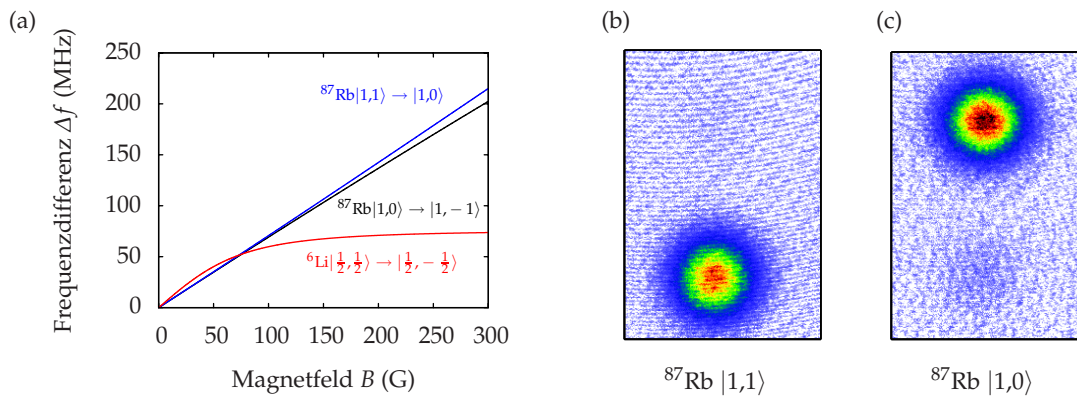 (a)
Frequenzdifferenz Δf (MHz)
250
200
150
100
50
0
⁸⁷Rb|1,1⟩ → |1,0⟩
⁸⁷Rb|1,0⟩ → |1, − 1⟩
⁶Li|½,½⟩ → |½, − ½⟩
0 50 100 150 200 250 300
Magnetfeld B (G)
(b)
⁸⁷Rb |1,1⟩
(c)
⁸⁷Rb |1,0⟩